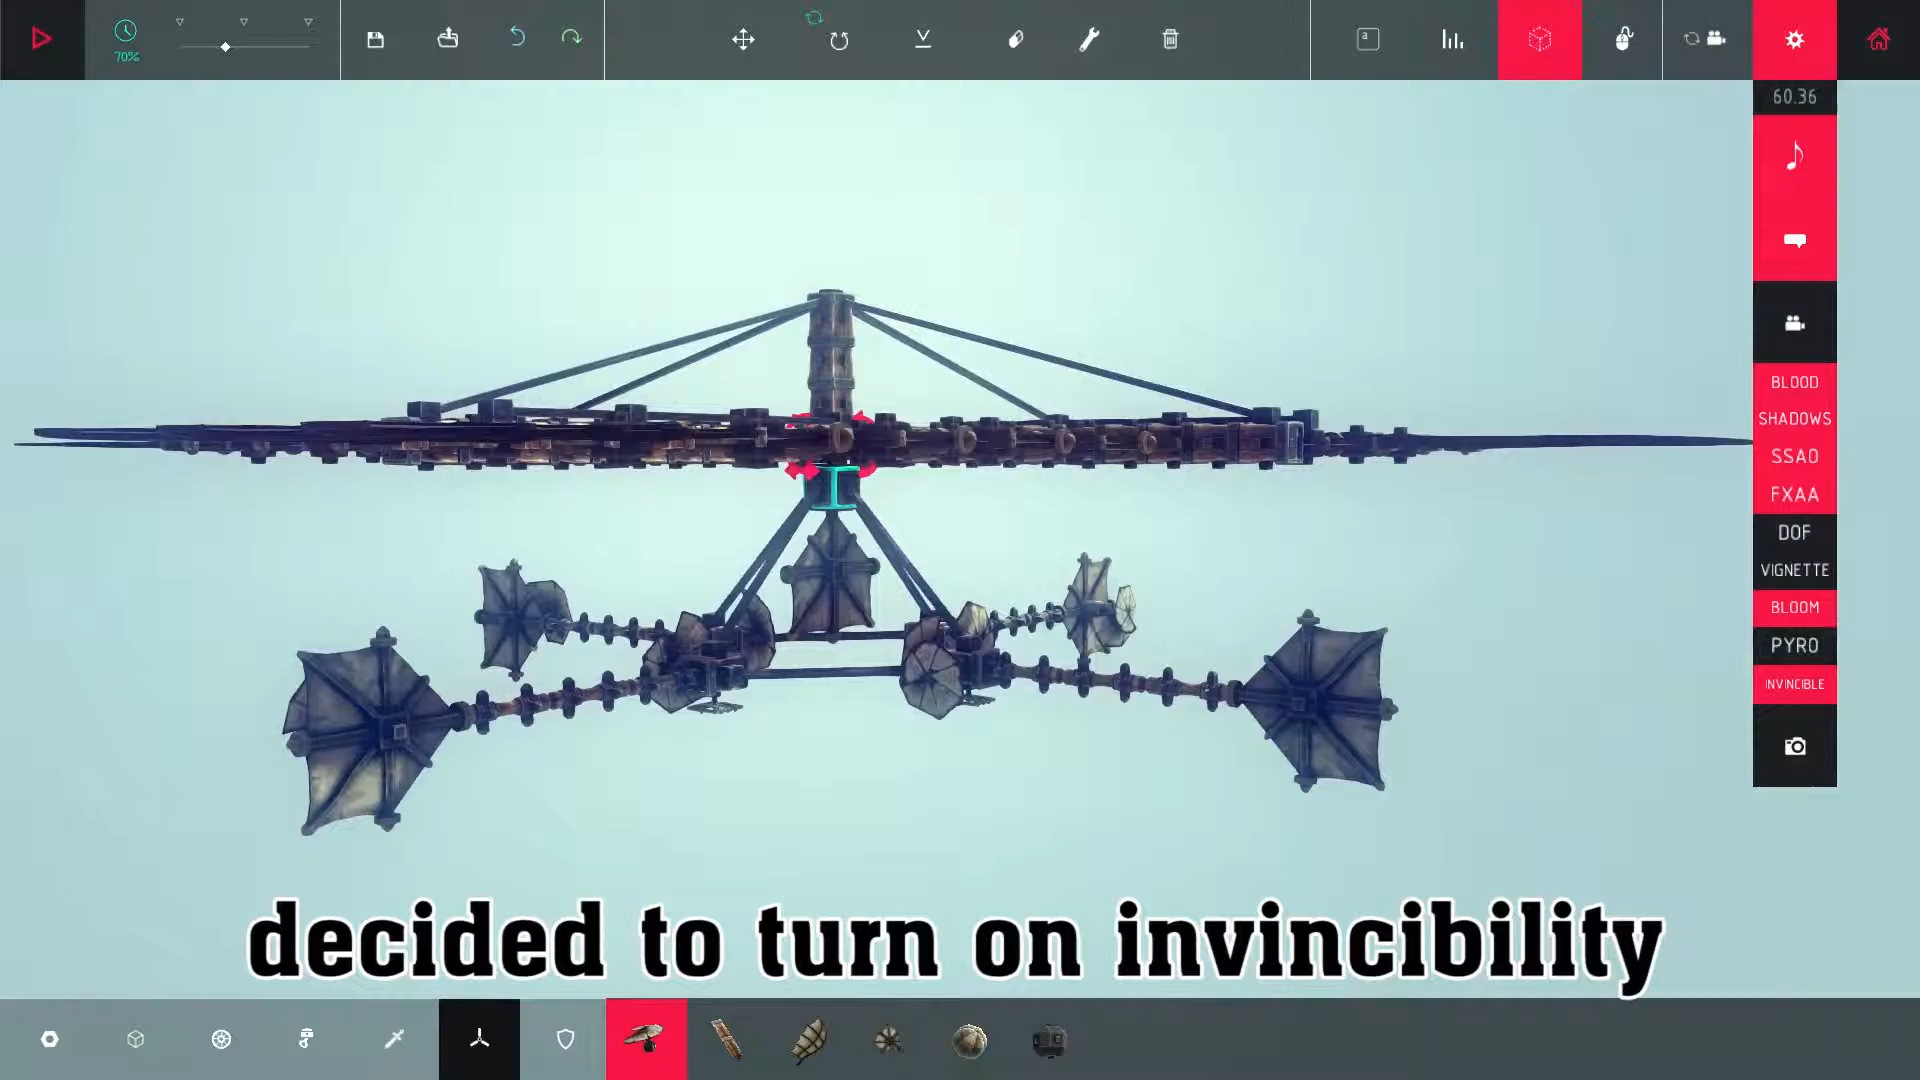 70%
a
60.36
BLOOD
SHADOWS
SSAO
FXAA
DOF
VIGNETTE
BLOOM
PYRO
INVINCIBLE
decided to turn on invincibility